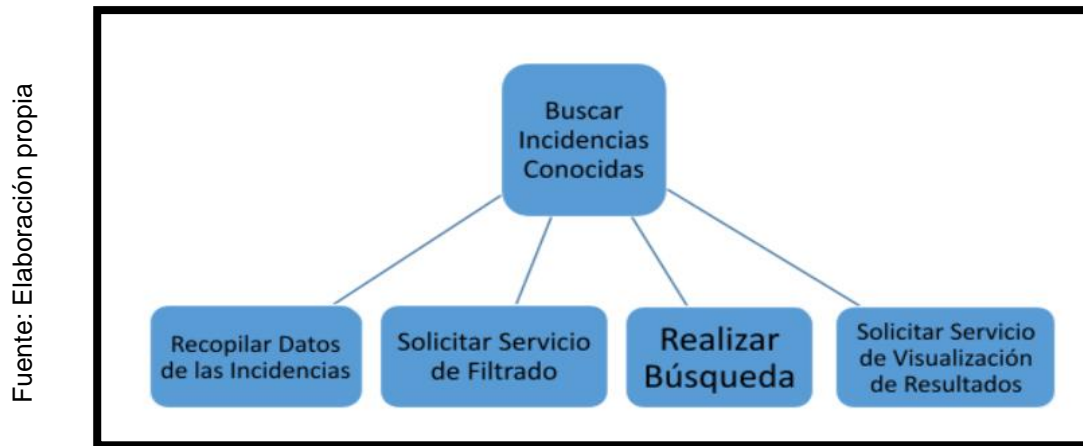 Fuente: Elaboración propia
Buscar
Incidencias
Conocidas
Recopilar Datos
de las Incidencias
Solicitar Servicio
de Filtrado
Realizar
Búsqueda
Solicitar Servicio
de Visualización
de Resultados